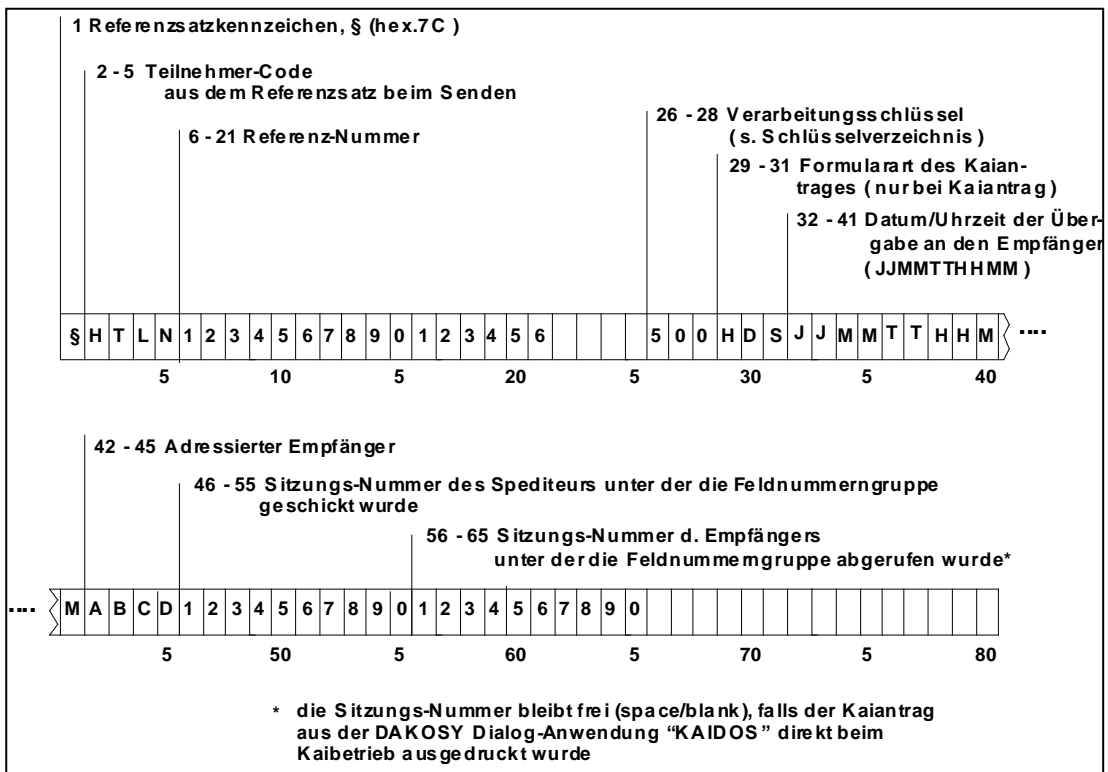 1 Referenzsatzkennzeichen, § (hex.7C )
2 - 5 Teilnehmer-Code
aus dem Referenzsatz beim Senden
6 - 21 Referenz-Nummer
26 - 28 Verarbeitungsschlüssel
( s. Schlüsselverzeichnis )
29 - 31 Formularart des Kaian-
trages ( nur bei Kaiantrag )
32 - 41 Datum/Uhrzeit der Über-
gabe an den Empfänger
( JJMMTTHHMM )
§ H T L N 1 2 3 4 5 6 7 8 9 0 1 2 3 4 5 6 5 0 0 H D S J J M M T T H H M ....
5 10 5 20 5 30 5 40
42 - 45 Adressierter Empfänger
46 - 55 Sitzungs-Nummer des Spediteurs unter der die Feldnummerngruppe
geschickt wurde
56 - 65 Sitzungs-Nummer d. Empfängers
unter der die Feldnummerngruppe abgerufen wurde*
.... M A B C D 1 2 3 4 5 6 7 8 9 0 1 2 3 4 5 6 7 8 9 0
5 50 5 60 5 70 5 80
* die Sitzungs-Nummer bleibt frei (space/blank), falls der Kaiantrag
aus der DAKOSY Dialog-Anwendung “KAIDOS” direkt beim
Kaibetrieb ausgedruckt wurde